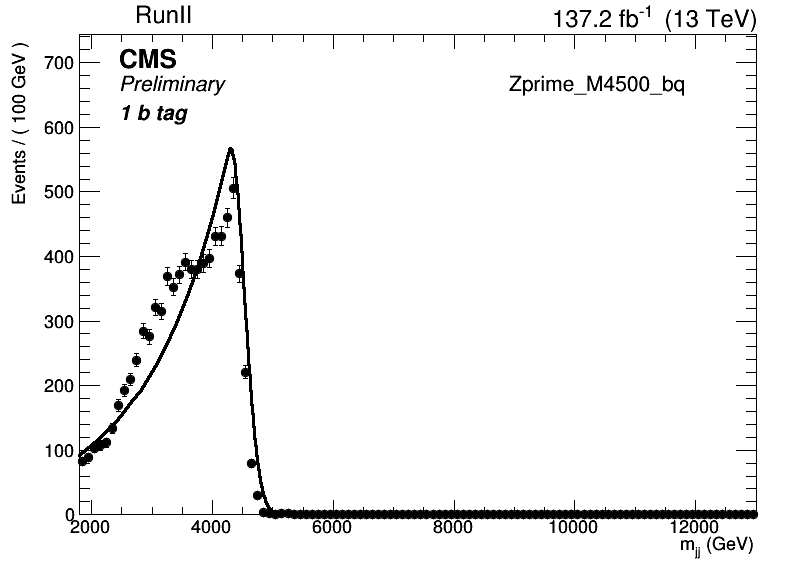 RunII
137.2 fb-1 (13 TeV)
CMS
Preliminary
1 b tag
Zprime_M4500_bq
Events / ( 100 GeV )
700
600
500
400
300
200
100
0
2000 4000 6000 8000 10000 12000
mjj (GeV)